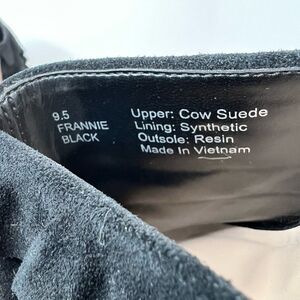 9.5
FRANNIE
BLACK
Upper: Cow Suede
Lining: Synthetic
Outsole: Resin
Made In Vietnam